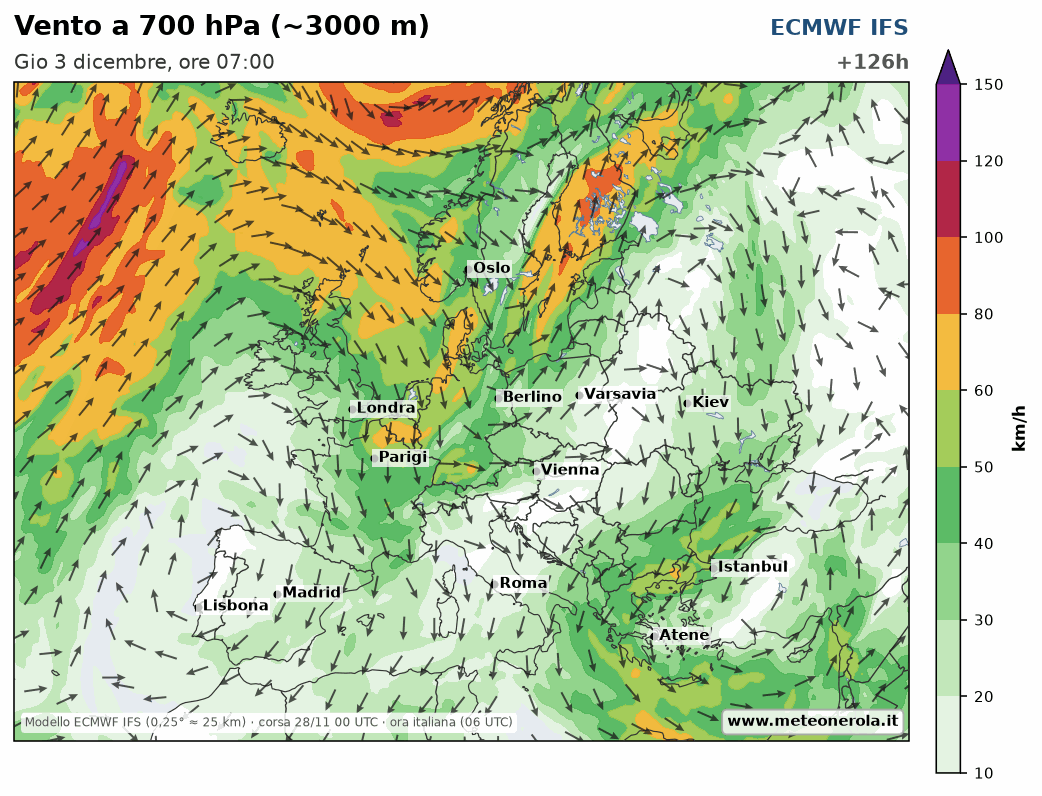 Vento a 700 hPa (~3000 m)
ECMWF IFS
Gio 3 dicembre, ore 07:00
+126h
150
120
100
80
60
50
40
30
20
10
km/h
Oslo
Londra
Berlino
Varsavia
Kiev
Parigi
Vienna
Istanbul
Roma
Madrid
Lisbona
Atene
Modello ECMWF IFS (0,25° ≈ 25 km) · corsa 28/11 00 UTC · ora italiana (06 UTC)
www.meteonerola.it